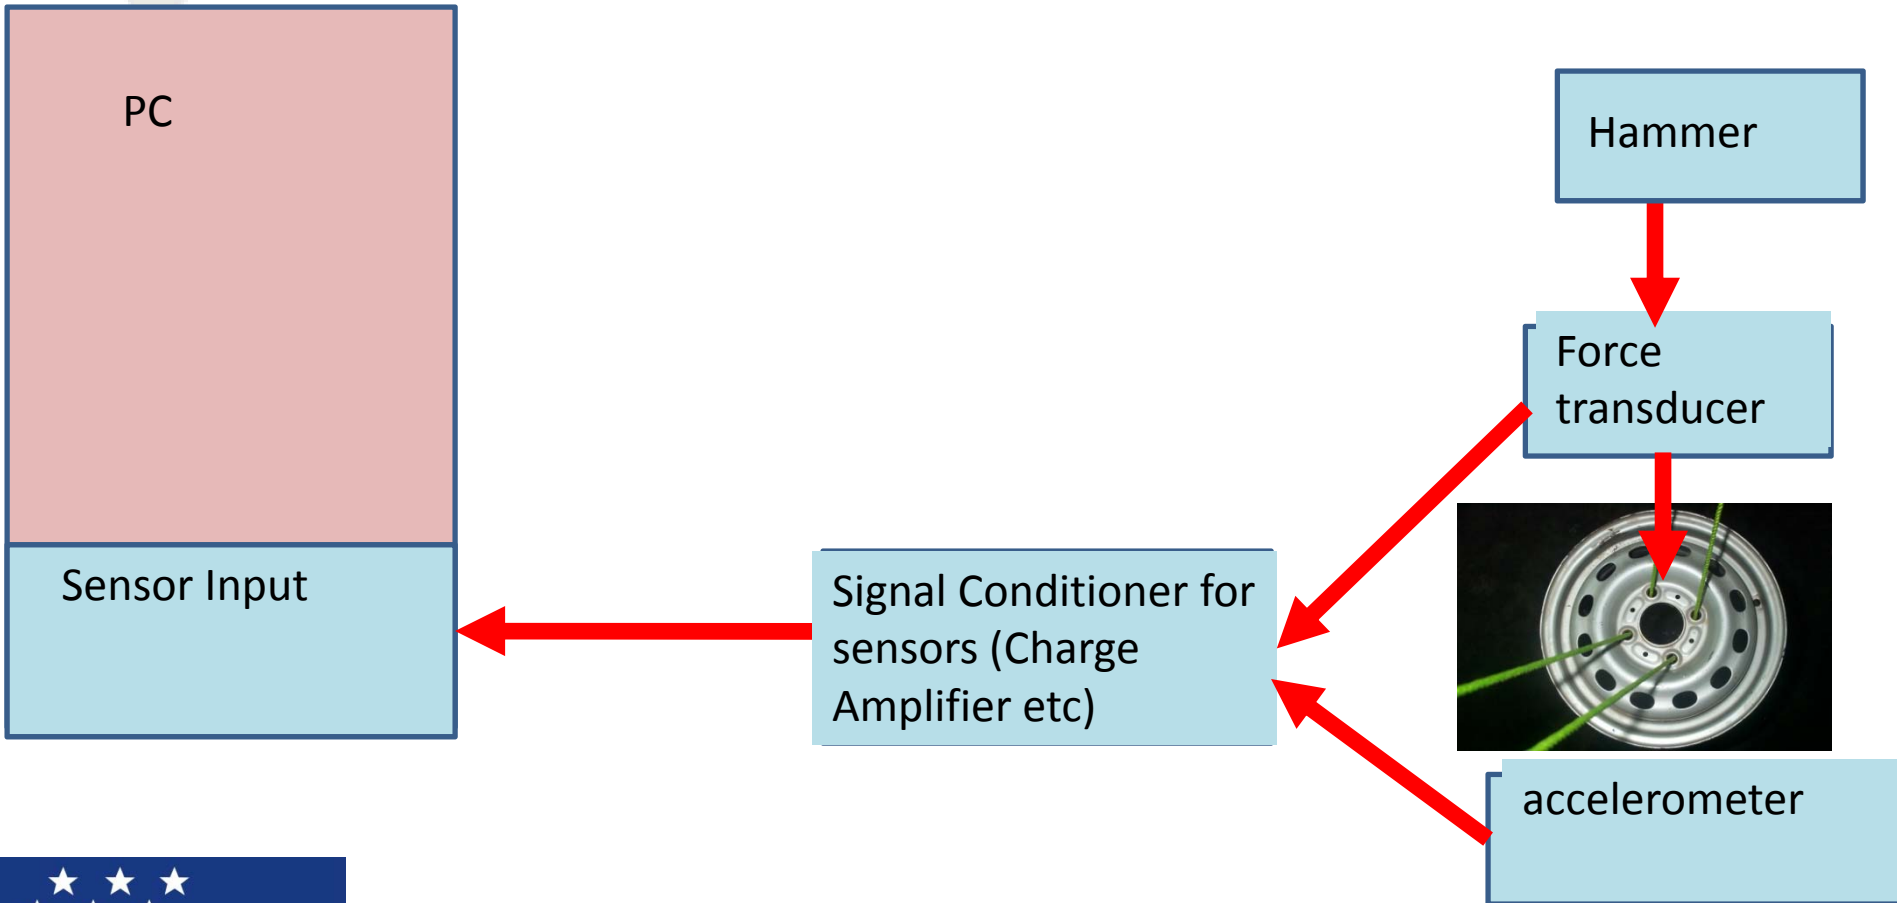 PC
Hammer
Force
transducer
Sensor Input
Signal Conditioner for
sensors (Charge
Amplifier etc)
accelerometer